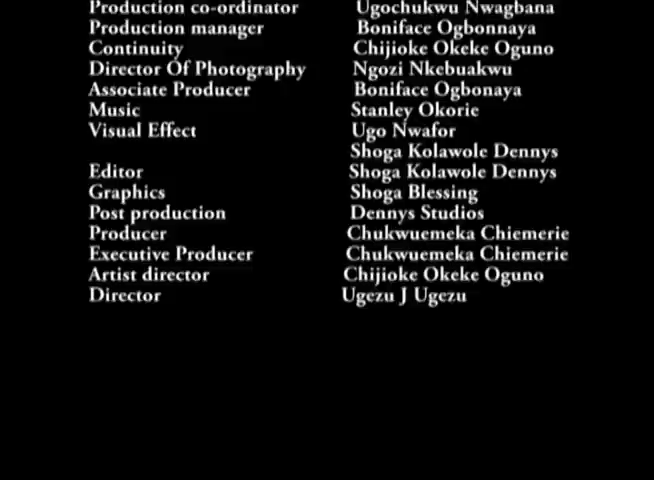 Production co-ordinator Ugochukwu Nwagbana
Production manager Boniface Ogbonnaya
Continuity Chijioke Okeke Oguno
Director Of Photography Ngozi Nkebuakwu
Associate Producer Boniface Ogbonaya
Music Stanley Okorie
Visual Effect Ugo Nwafor
Shoga Kolawole Dennys
Editor Shoga Kolawole Dennys
Graphics Shoga Blessing
Post production Dennys Studios
Producer Chukwuemeka Chiemerie
Executive Producer Chukwuemeka Chiemerie
Artist director Chijioke Okeke Oguno
Director Ugezu J Ugezu